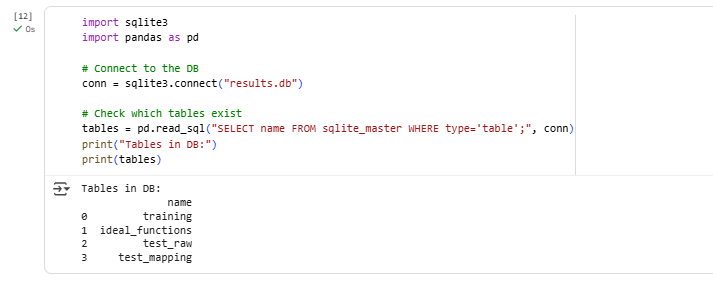 [12]
0s
import sqlite3
import pandas as pd
# Connect to the DB
conn = sqlite3.connect("results.db")
# Check which tables exist
tables = pd.read_sql("SELECT name FROM sqlite_master WHERE type='table';", conn)
print("Tables in DB:")
print(tables)
Tables in DB:
name
0 training
1 ideal_functions
2 test_raw
3 test_mapping